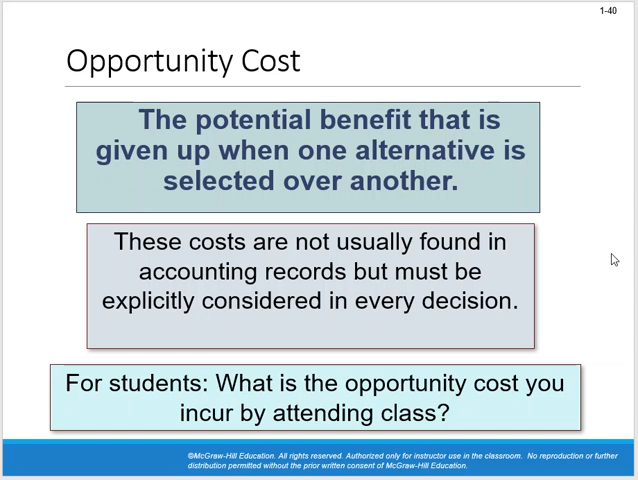 1-40
Opportunity Cost
The potential benefit that is
given up when one alternative is
selected over another.
These costs are not usually found in
accounting records but must be
explicitly considered in every decision.
For students: What is the opportunity cost you
incur by attending class?
©McGraw-Hill Education. All rights reserved. Authorized only for instructor use in the classroom. No reproduction or further
distribution permitted without the prior written consent of McGraw-Hill Education.